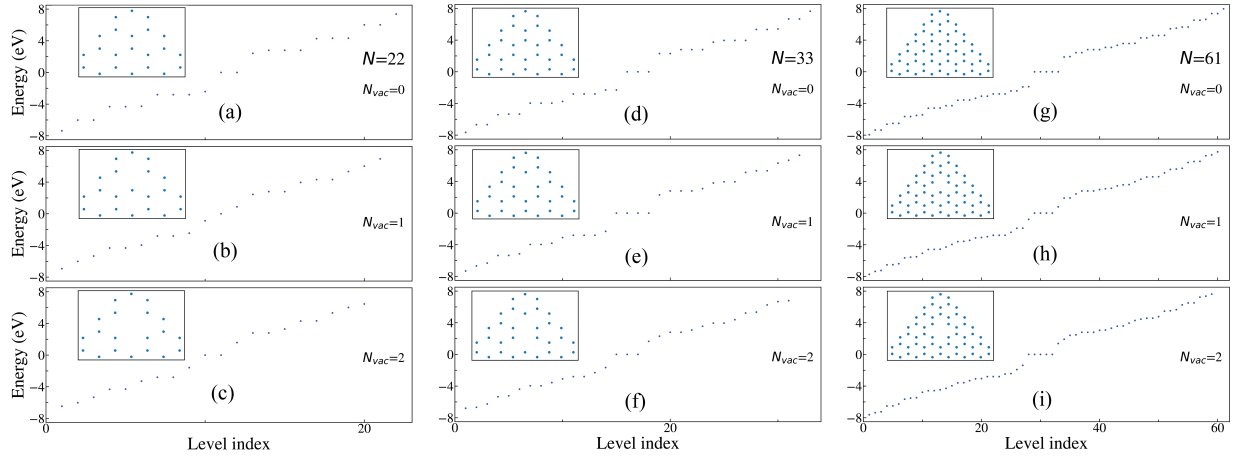 Energy (eV)
8
4
0
−4
−8
N=22
N_vac=0
(a)
8
4
0
−4
−8
N=33
N_vac=0
(d)
8
4
0
−4
−8
N=61
N_vac=0
(g)
Energy (eV)
8
4
0
−4
−8
N_vac=1
(b)
8
4
0
−4
−8
N_vac=1
(e)
8
4
0
−4
−8
N_vac=1
(h)
Energy (eV)
8
4
0
−4
−8
N_vac=2
(c)
0
20
Level index
8
4
0
−4
−8
N_vac=2
(f)
0
20
Level index
8
4
0
−4
−8
N_vac=2
(i)
0
20
40
60
Level index